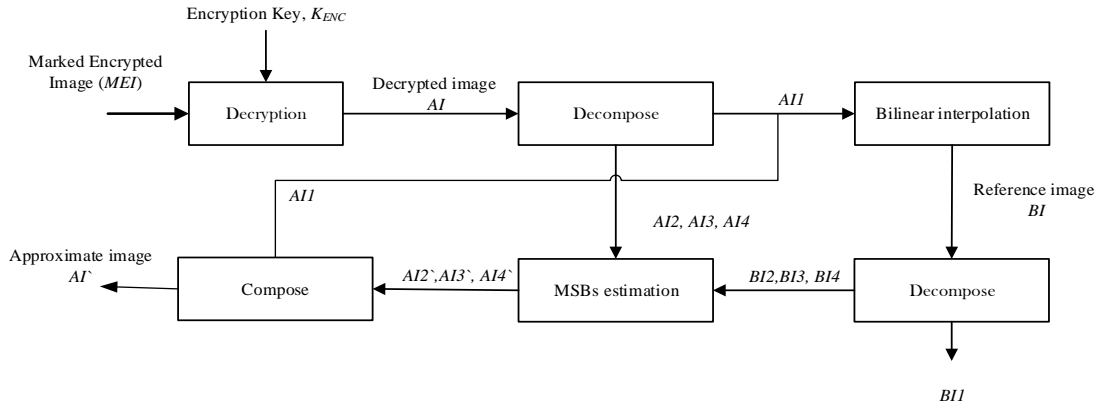 Encryption Key, K_ENC
Marked Encrypted
Image (MEI)
Decryption
Decrypted image
AI
Decompose
AI1
Bilinear interpolation
Reference image
BI
AI1
AI2, AI3, AI4
Approximate image
AI`
Compose
AI2`,AI3`, AI4`
MSBs estimation
BI2,BI3, BI4
Decompose
BI1